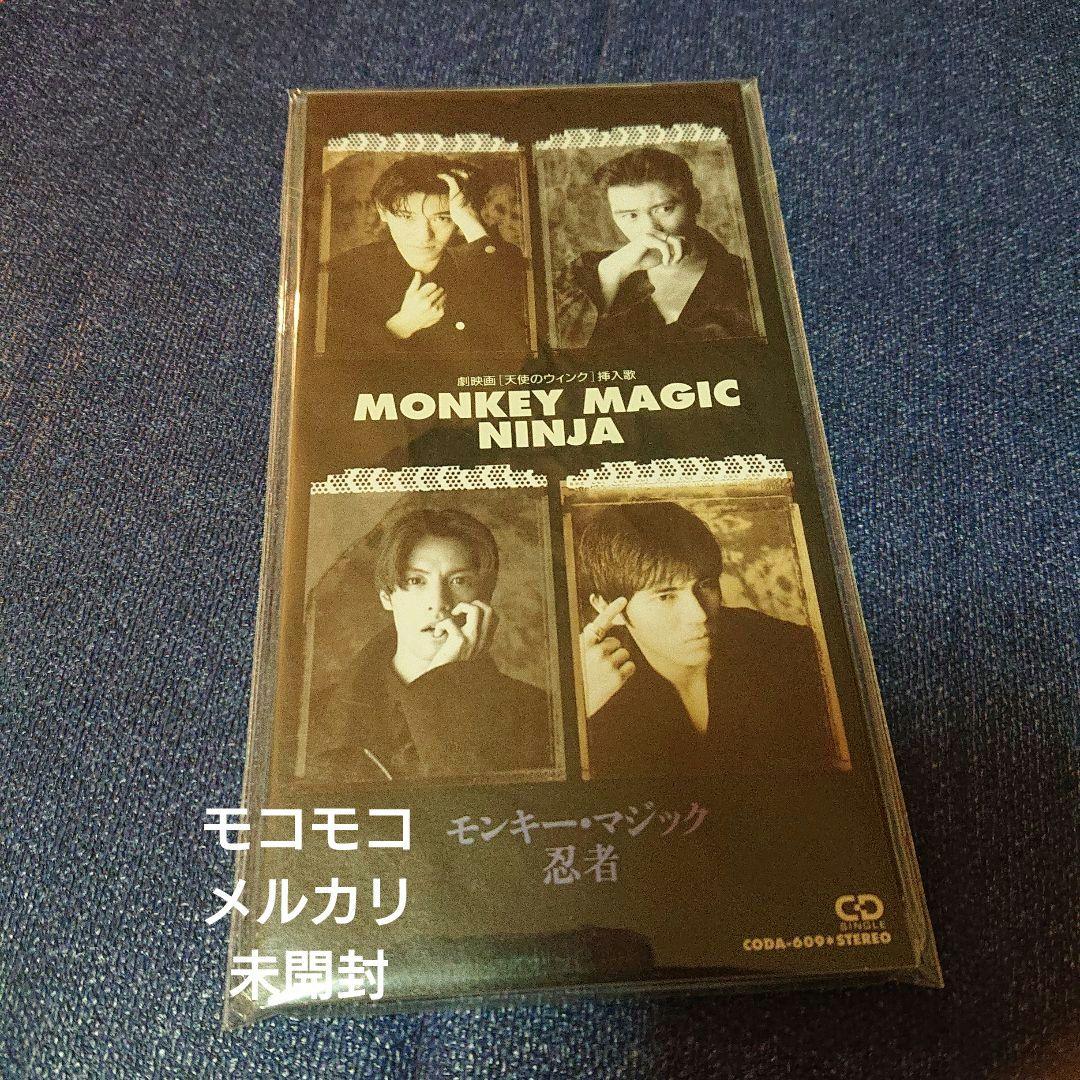 劇映画[天使のウィンク]挿入歌
MONKEY MAGIC
NINJA
モンキー・マジック
忍者
モコモコ
メルカリ
未開封
CD
SINGLE
CODA-609★STEREO